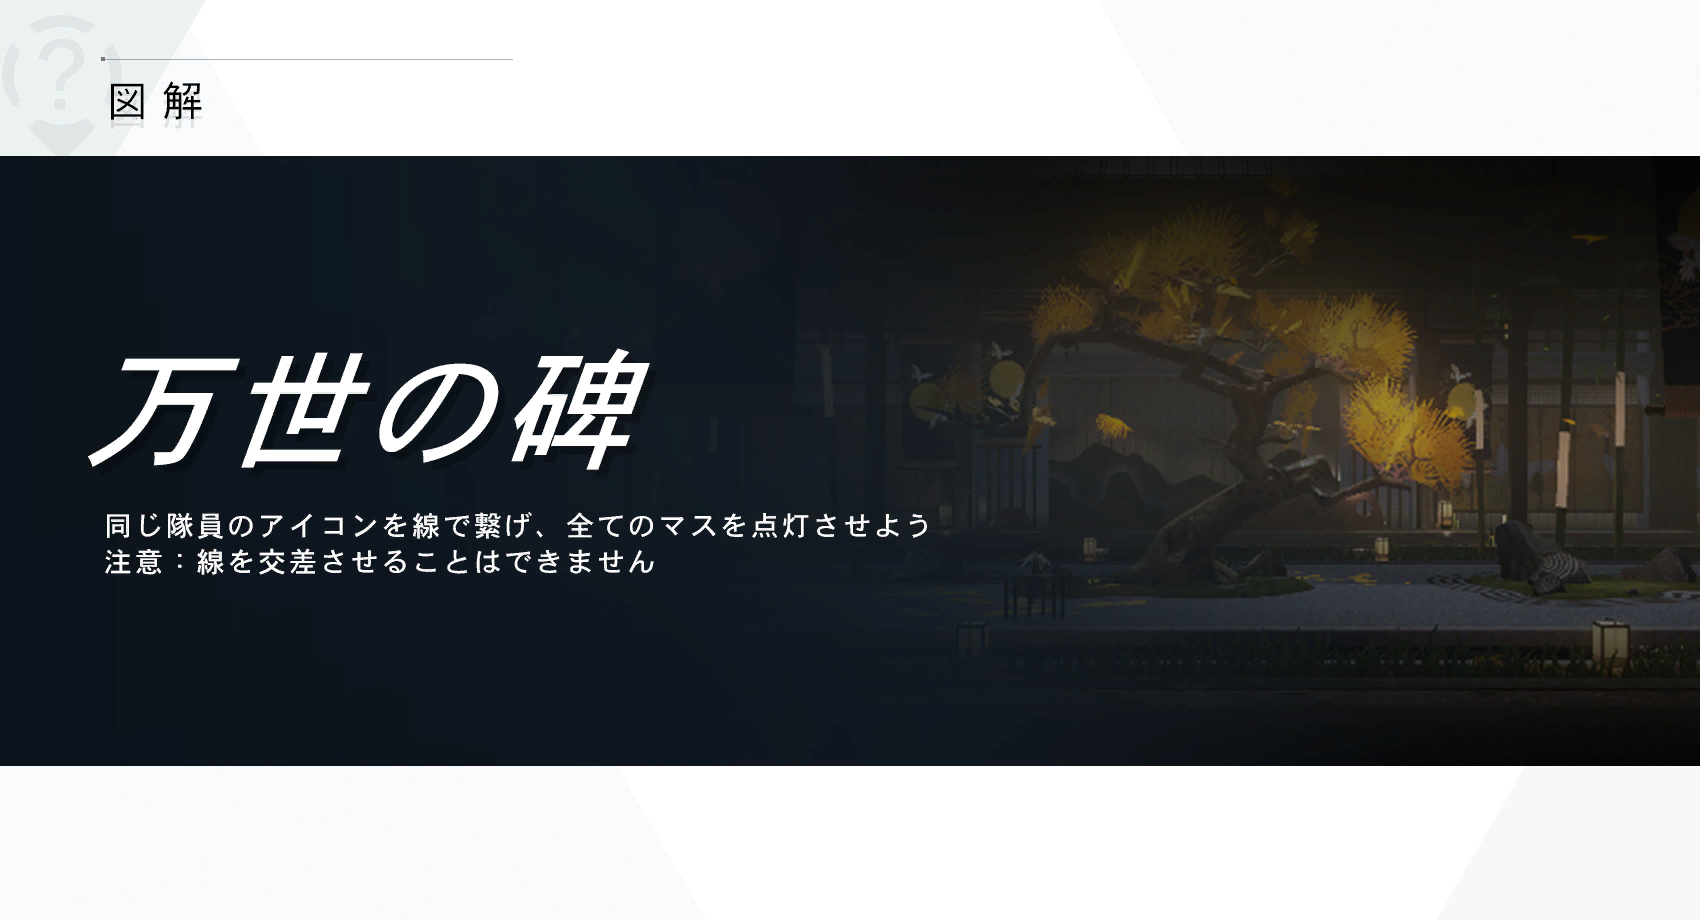 図解
万世の碑
同じ隊員のアイコンを線で繋げ、全てのマスを点灯させよう
注意：線を交差させることはできません